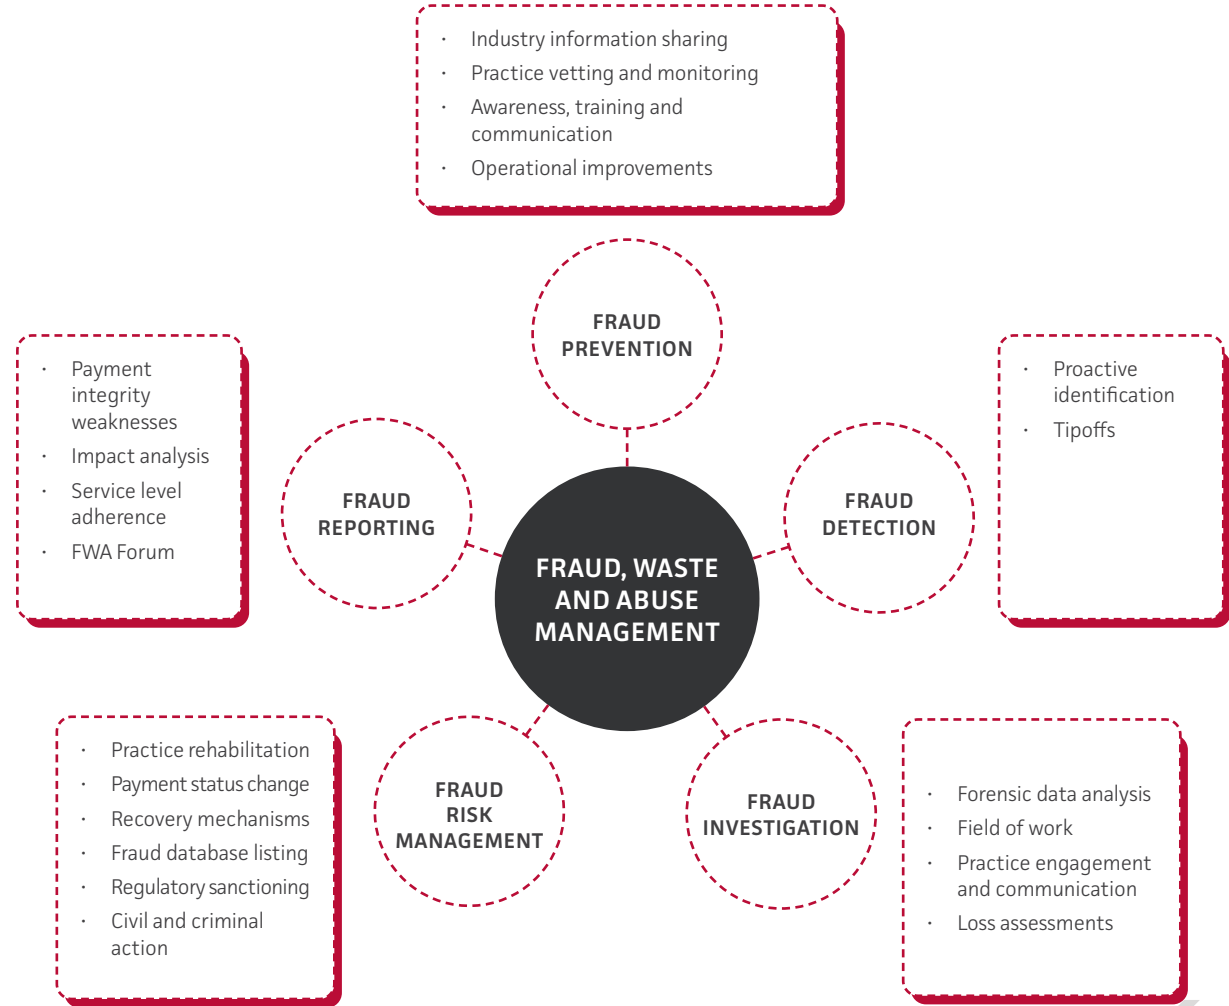 · Industry information sharing
· Practice vetting and monitoring
· Awareness, training and
communication
· Operational improvements
FRAUD
PREVENTION
· Payment
integrity
weaknesses
· Impact analysis
· Service level
adherence
· FWA Forum
FRAUD
REPORTING
FRAUD
DETECTION
· Proactive
identification
· Tipoffs
FRAUD, WASTE
AND ABUSE
MANAGEMENT
· Practice rehabilitation
· Payment status change
· Recovery mechanisms
· Fraud database listing
· Regulatory sanctioning
· Civil and criminal
action
FRAUD
RISK
MANAGEMENT
FRAUD
INVESTIGATION
· Forensic data analysis
· Field of work
· Practice engagement
and communication
· Loss assessments